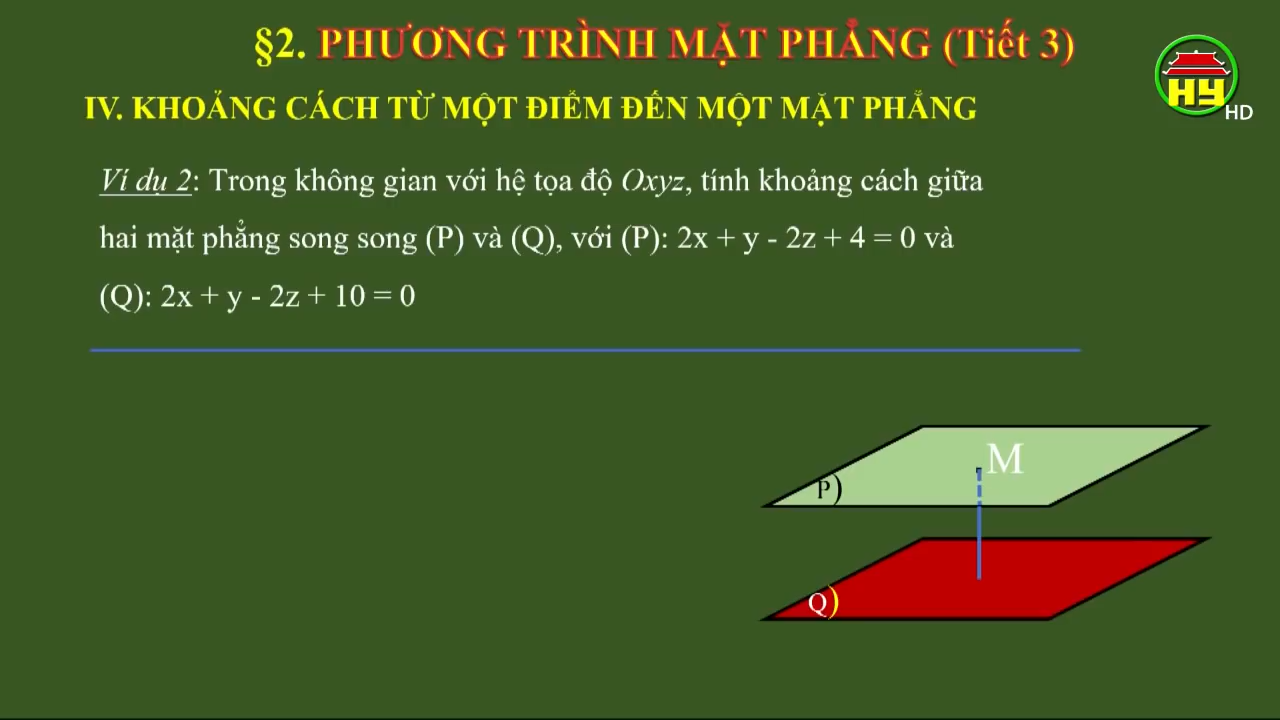 §2. PHƯƠNG TRÌNH MẶT PHẲNG (Tiết 3)
HY HD
IV. KHOẢNG CÁCH TỪ MỘT ĐIỂM ĐẾN MỘT MẶT PHẲNG
Ví dụ 2: Trong không gian với hệ tọa độ Oxyz, tính khoảng cách giữa
hai mặt phẳng song song (P) và (Q), với (P): 2x + y - 2z + 4 = 0 và
(Q): 2x + y - 2z + 10 = 0
M
P)
Q)